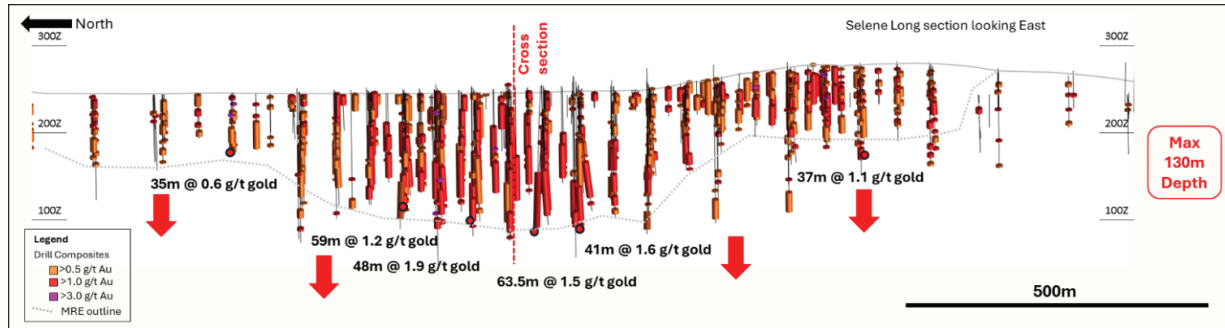 North
Selene Long section looking East
300Z
300Z
Cross
section
200Z
200Z
Max
130m
Depth
35m @ 0.6 g/t gold
37m @ 1.1 g/t gold
100Z
100Z
59m @ 1.2 g/t gold
41m @ 1.6 g/t gold
48m @ 1.9 g/t gold
63.5m @ 1.5 g/t gold
500m
Legend
Drill Composites
>0.5 g/t Au
>1.0 g/t Au
>3.0 g/t Au
MRE outline